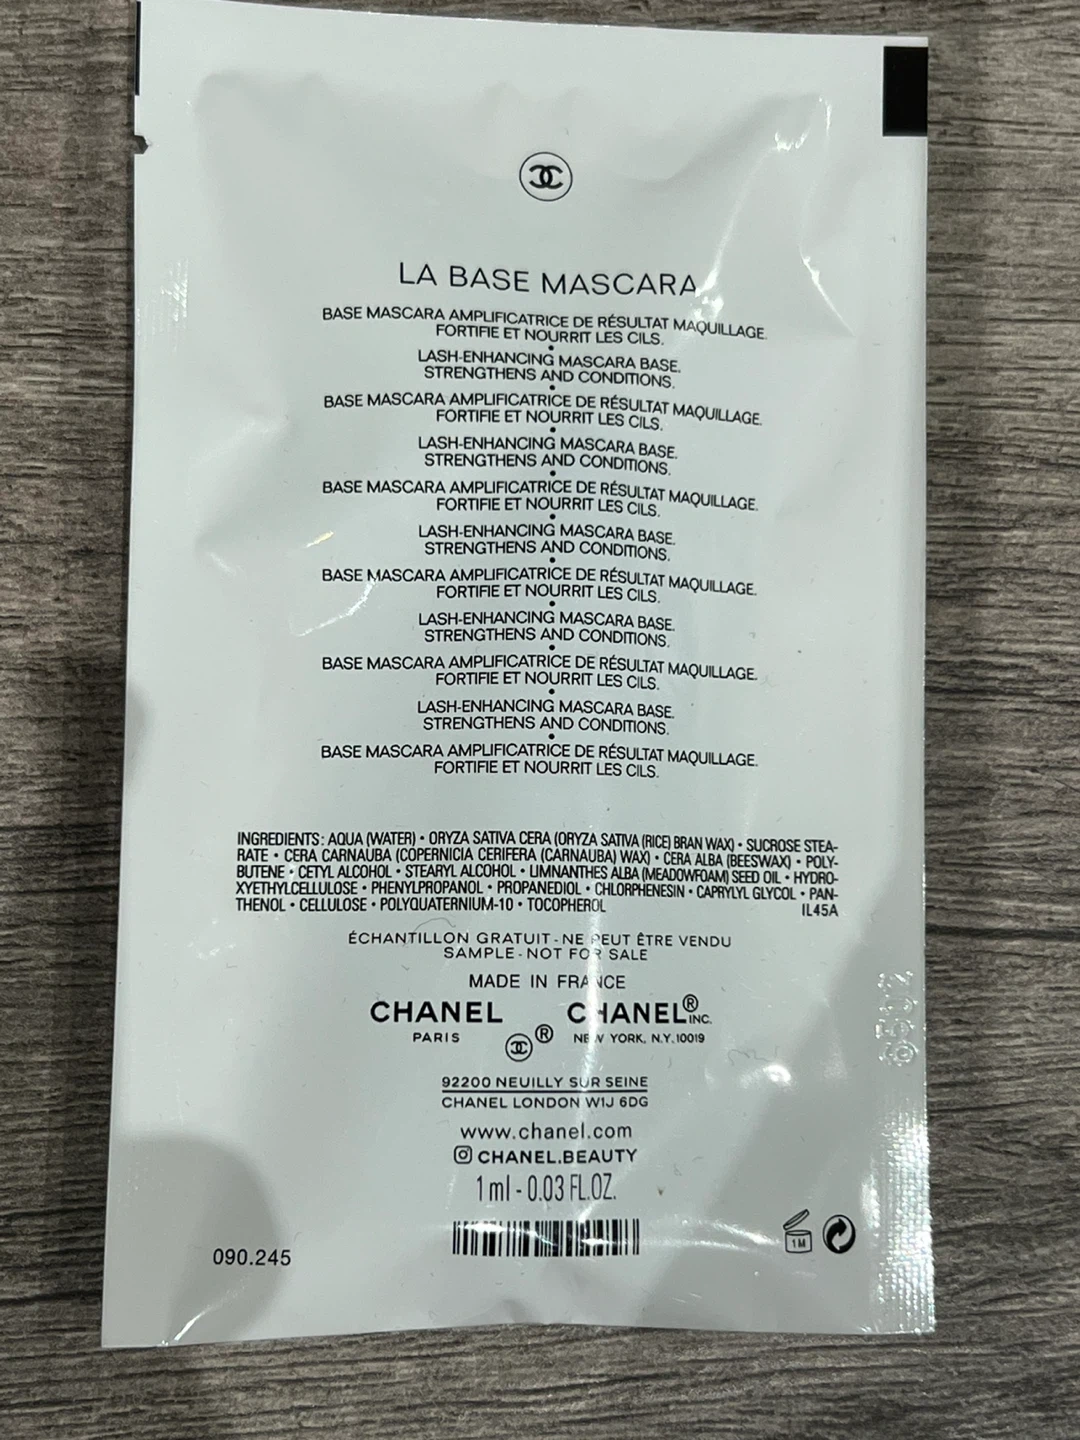 LA BASE MASCARA
BASE MASCARA AMPLIFICATRICE DE RÉSULTAT MAQUILLAGE.
FORTIFIE ET NOURRIT LES CILS.
•
LASH-ENHANCING MASCARA BASE.
STRENGTHENS AND CONDITIONS.
•
BASE MASCARA AMPLIFICATRICE DE RÉSULTAT MAQUILLAGE.
FORTIFIE ET NOURRIT LES CILS.
•
LASH-ENHANCING MASCARA BASE.
STRENGTHENS AND CONDITIONS.
•
BASE MASCARA AMPLIFICATRICE DE RÉSULTAT MAQUILLAGE.
FORTIFIE ET NOURRIT LES CILS.
•
LASH-ENHANCING MASCARA BASE.
STRENGTHENS AND CONDITIONS.
•
BASE MASCARA AMPLIFICATRICE DE RÉSULTAT MAQUILLAGE.
FORTIFIE ET NOURRIT LES CILS.
•
LASH-ENHANCING MASCARA BASE.
STRENGTHENS AND CONDITIONS.
•
BASE MASCARA AMPLIFICATRICE DE RÉSULTAT MAQUILLAGE.
FORTIFIE ET NOURRIT LES CILS.
•
LASH-ENHANCING MASCARA BASE.
STRENGTHENS AND CONDITIONS.
•
BASE MASCARA AMPLIFICATRICE DE RÉSULTAT MAQUILLAGE.
FORTIFIE ET NOURRIT LES CILS.
INGREDIENTS: AQUA (WATER) • ORYZA SATIVA CERA (ORYZA SATIVA (RICE) BRAN WAX) • SUCROSE STEA-
RATE • CERA CARNAUBA (COPERNICIA CERIFERA (CARNAUBA) WAX) • CERA ALBA (BEESWAX) • POLY-
BUTENE • CETYL ALCOHOL • STEARYL ALCOHOL • LIMNANTHES ALBA (MEADOWFOAM) SEED OIL • HYDRO-
XYETHYLCELLULOSE • PHENYLPROPANOL • PROPANEDIOL • CHLORPHENESIN • CAPRYLYL GLYCOL • PAN-
THENOL • CELLULOSE • POLYQUATERNIUM-10 • TOCOPHEROL IL45A
ÉCHANTILLON GRATUIT - NE PEUT ÊTRE VENDU
SAMPLE - NOT FOR SALE
MADE IN FRANCE
CHANEL CHANEL® INC.
PARIS ® NEW YORK, N.Y. 10019
92200 NEUILLY SUR SEINE
CHANEL LONDON W1J 6DG
www.chanel.com
CHANEL.BEAUTY
1 ml - 0.03 FL.OZ.
090.245
1M